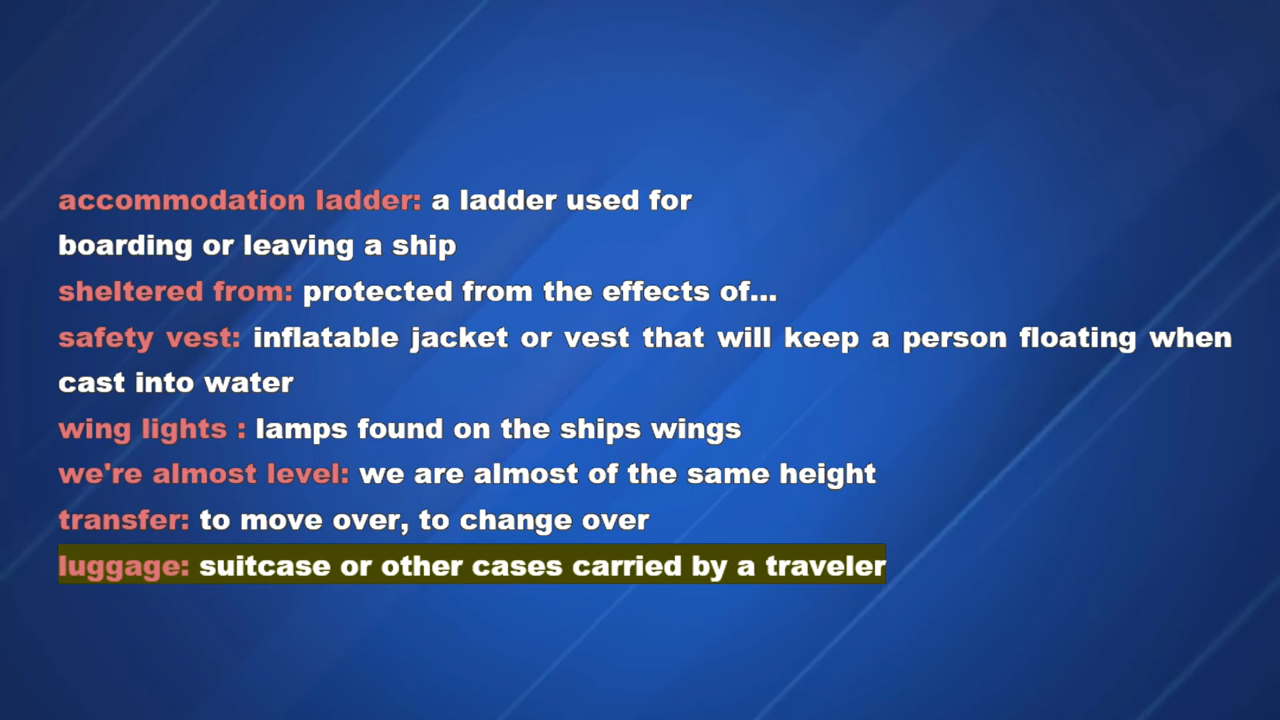 accommodation ladder: a ladder used for
boarding or leaving a ship
sheltered from: protected from the effects of...
safety vest: inflatable jacket or vest that will keep a person floating when
cast into water
wing lights : lamps found on the ships wings
we're almost level: we are almost of the same height
transfer: to move over, to change over
luggage: suitcase or other cases carried by a traveler